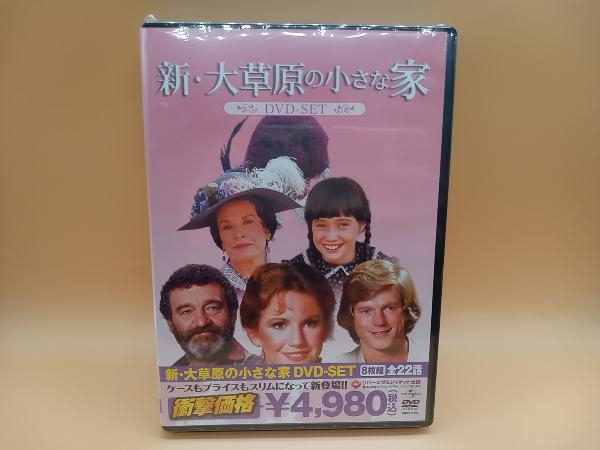 新・大草原の小さな家
DVD-SET
新・大草原の小さな家 DVD-SET 8枚組 全22話
ケースもプライスもスリムになって新登場!! リバーシブルジャケット仕様
衝撃価格 ¥4,980(税込)
UNIVERSAL
DVD